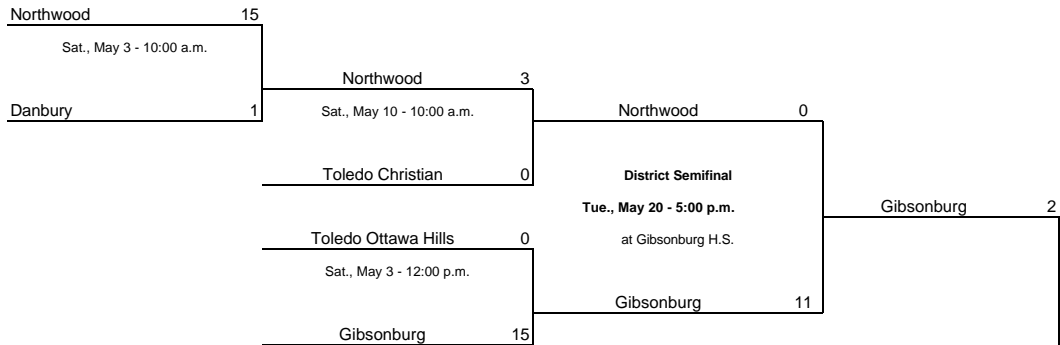 Northwood 15
Sat., May 3 - 10:00 a.m.
Northwood 3
Danbury 1
Sat., May 10 - 10:00 a.m.
Northwood 0
Toledo Christian 0
District Semifinal
Tue., May 20 - 5:00 p.m.
Gibsonburg 2
Toledo Ottawa Hills 0
at Gibsonburg H.S.
Sat., May 3 - 12:00 p.m.
Gibsonburg 11
Gibsonburg 15